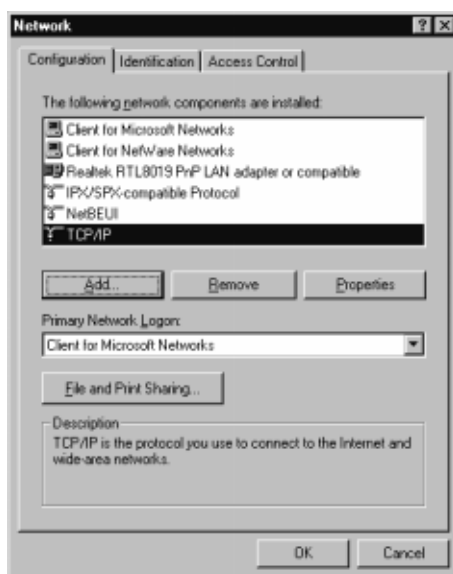 Network
Configuration Identification Access Control
The following network components are installed:
Client for Microsoft Networks
Client for NetWare Networks
Realtek RTL8019 PnP LAN adapter or compatible
IPX/SPX-compatible Protocol
NetBEUI
TCP/IP
Add... Remove Properties
Primary Network Logon:
Client for Microsoft Networks
File and Print Sharing...
Description
TCP/IP is the protocol you use to connect to the Internet and
wide-area networks.
OK Cancel